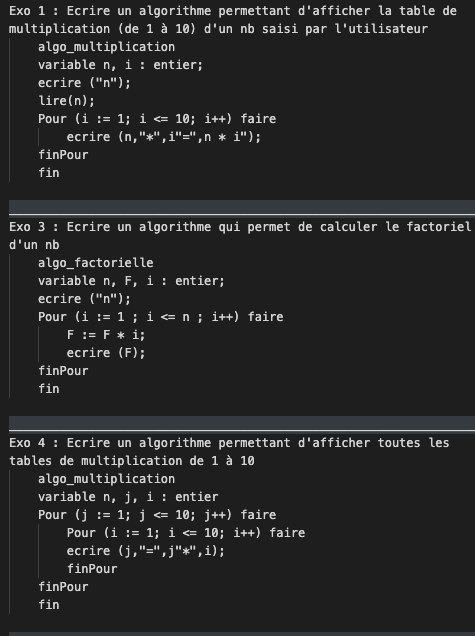 Exo 1 : Ecrire un algorithme permettant d'afficher la table de
multiplication (de 1 à 10) d'un nb saisi par l'utilisateur
algo_multiplication
variable n, i : entier;
ecrire ("n");
lire(n);
Pour (i := 1; i <= 10; i++) faire
ecrire (n,"*",i"=",n * i");
finPour
fin
Exo 3 : Ecrire un algorithme qui permet de calculer le factoriel
d'un nb
algo_factorielle
variable n, F, i : entier;
ecrire ("n");
Pour (i := 1 ; i <= n ; i++) faire
F := F * i;
ecrire (F);
finPour
fin
Exo 4 : Ecrire un algorithme permettant d'afficher toutes les
tables de multiplication de 1 à 10
algo_multiplication
variable n, j, i : entier
Pour (j := 1; j <= 10; j++) faire
Pour (i := 1; i <= 10; i++) faire
ecrire (j,"=",j"*",i);
finPour
finPour
fin